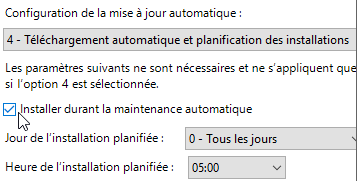 Configuration de la mise à jour automatique :
4 - Téléchargement automatique et planification des installations
Les paramètres suivants ne sont nécessaires et ne s'appliquent que
si l'option 4 est sélectionnée.
Installer durant la maintenance automatique
Jour de l'installation planifiée : 0 - Tous les jours
Heure de l'installation planifiée : 05:00